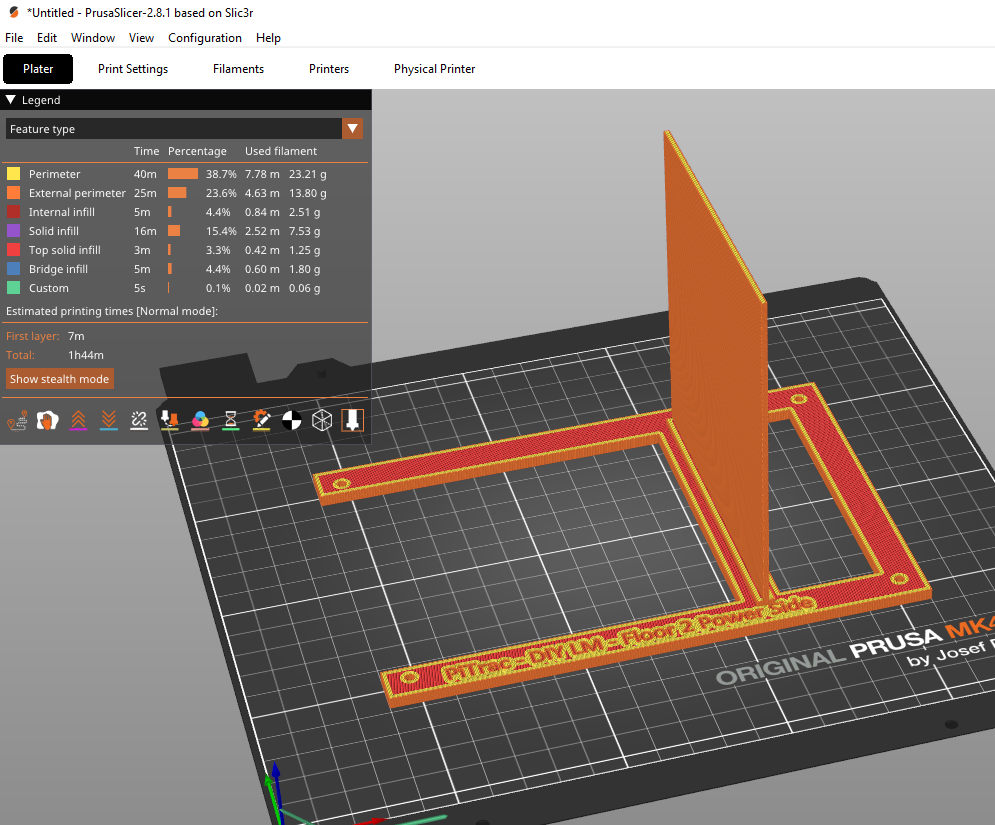 *Untitled - PrusaSlicer-2.8.1 based on Slic3r
File Edit Window View Configuration Help
Plater Print Settings Filaments Printers Physical Printer
Legend
Feature type
Time Percentage Used filament
Perimeter 40m 38.7% 7.78 m 23.21 g
External perimeter 25m 23.6% 4.63 m 13.80 g
Internal infill 5m 4.4% 0.84 m 2.51 g
Solid infill 16m 15.4% 2.52 m 7.53 g
Top solid infill 3m 3.3% 0.42 m 1.25 g
Bridge infill 5m 4.4% 0.60 m 1.80 g
Custom 5s 0.1% 0.02 m 0.06 g
Estimated printing times [Normal mode]:
First layer: 7m
Total: 1h44m
Show stealth mode
PiTrac - DIY LM - Floor 2 Power Side
ORIGINAL PRUSA MK4
by Josef